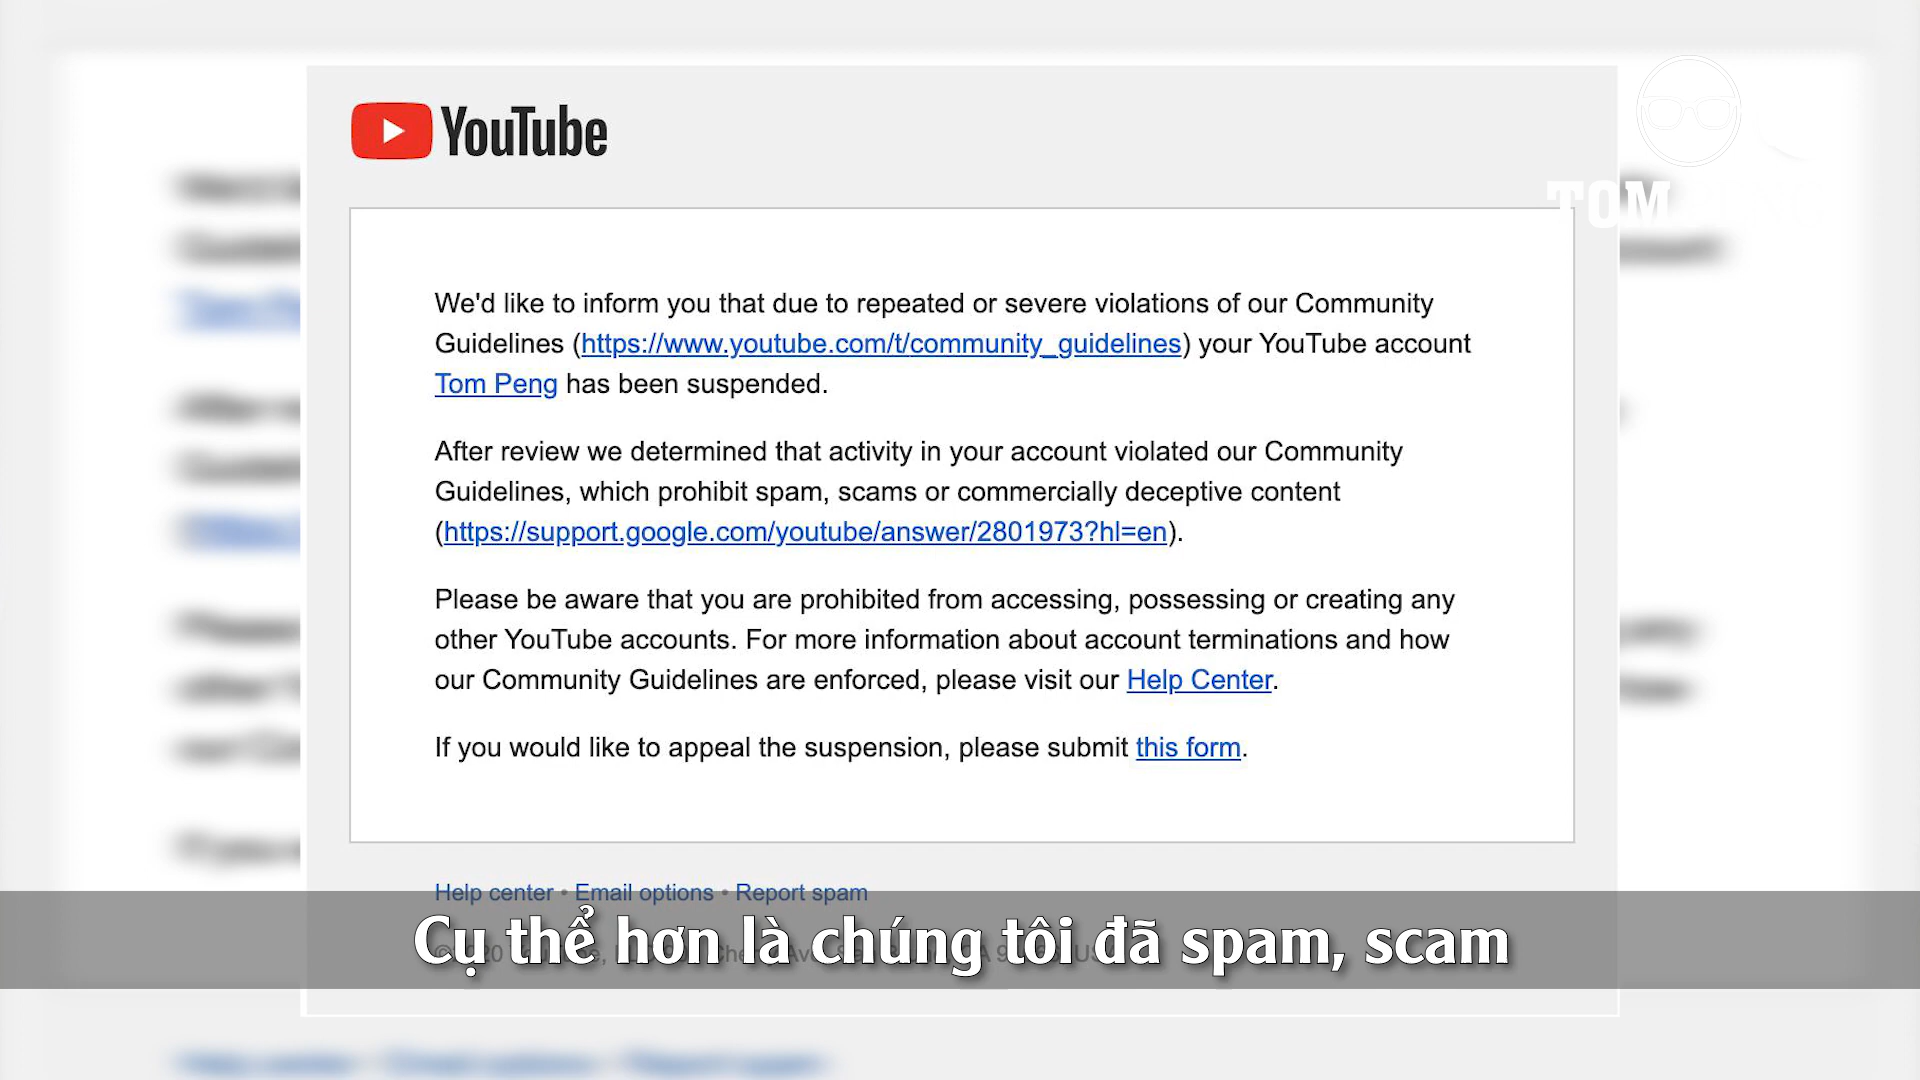 YouTube
TOM
We'd like to inform you that due to repeated or severe violations of our Community
Guidelines (https://www.youtube.com/t/community_guidelines) your YouTube account
Tom Peng has been suspended.
After review we determined that activity in your account violated our Community
Guidelines, which prohibit spam, scams or commercially deceptive content
(https://support.google.com/youtube/answer/2801973?hl=en).
Please be aware that you are prohibited from accessing, possessing or creating any
other YouTube accounts. For more information about account terminations and how
our Community Guidelines are enforced, please visit our Help Center.
If you would like to appeal the suspension, please submit this form.
Help center • Email options • Report spam
Cụ thể hơn là chúng tôi đã spam, scam